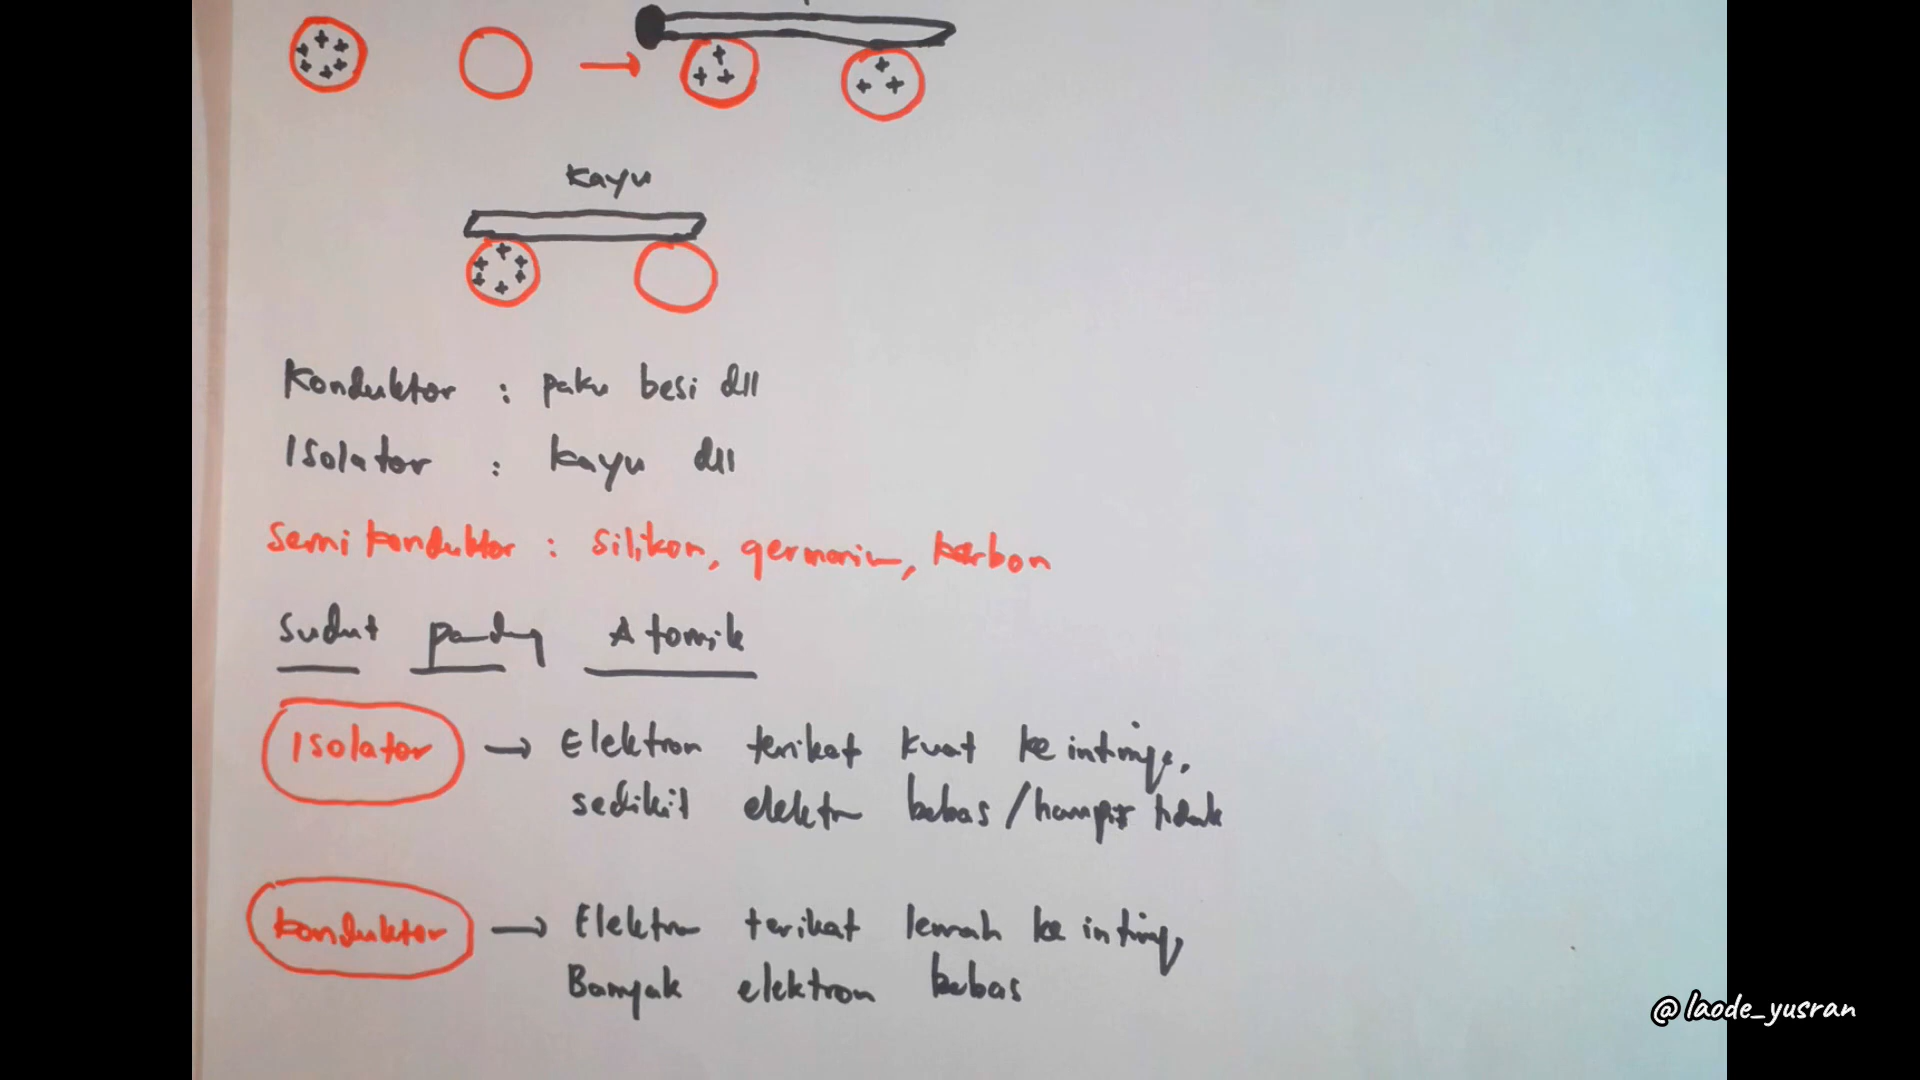 Kayu
Konduktor : paku besi dll
Isolator : kayu dll
Semi konduktor : silikon, germanium, karbon
Sudut pandang Atomik
Isolator → Elektron terikat kuat ke intinya,
sedikit elektron bebas / hampir tidak
Konduktor → Elektron terikat lemah ke intinya,
Banyak elektron bebas
@laode_yusran